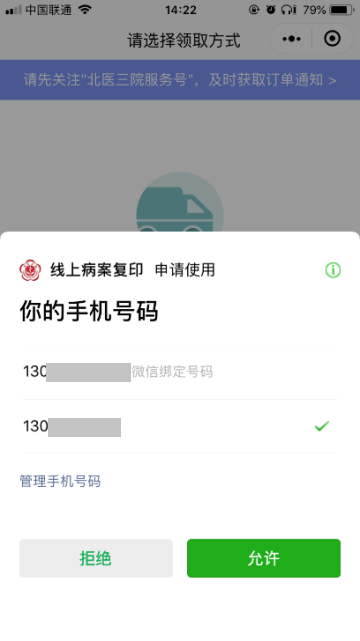 中国联通 14:22 79%
请选择领取方式
请先关注"北医三院服务号"，及时获取订单通知 >
线上病案复印 申请使用
你的手机号码
130 微信绑定号码
130
管理手机号码
拒绝 允许